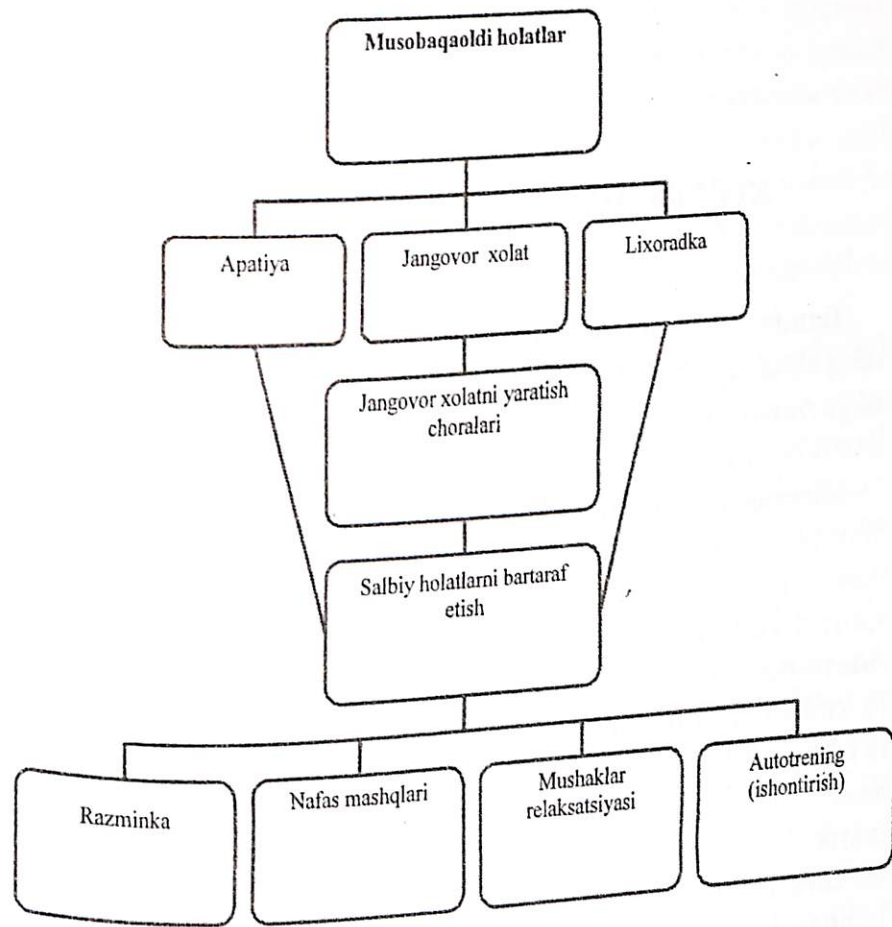 Musobaqaoldi holatlar
Apatiya
Jangovor xolat
Lixoradka
Jangovor xolatni yaratish
choralari
Salbiy holatlarni bartaraf
etish
Razminka
Nafas mashqlari
Mushaklar
relaksatsiyasi
Autotrening
(ishontirish)